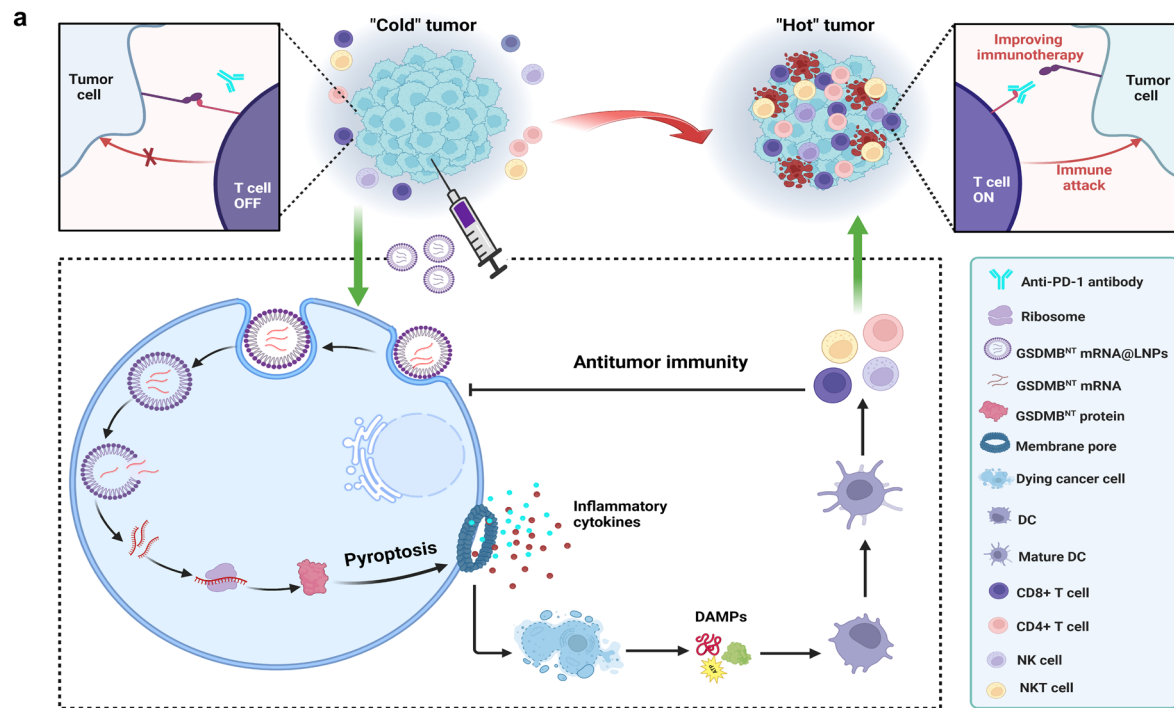 a
"Cold" tumor
"Hot" tumor
Tumor
cell
T cell
OFF
Improving
immunotherapy
Tumor
cell
T cell
ON
Immune
attack
Antitumor immunity
Pyroptosis
Inflammatory
cytokines
DAMPs
ATP
Anti-PD-1 antibody
Ribosome
GSDMB^NT mRNA@LNPs
GSDMB^NT mRNA
GSDMB^NT protein
Membrane pore
Dying cancer cell
DC
Mature DC
CD8+ T cell
CD4+ T cell
NK cell
NKT cell